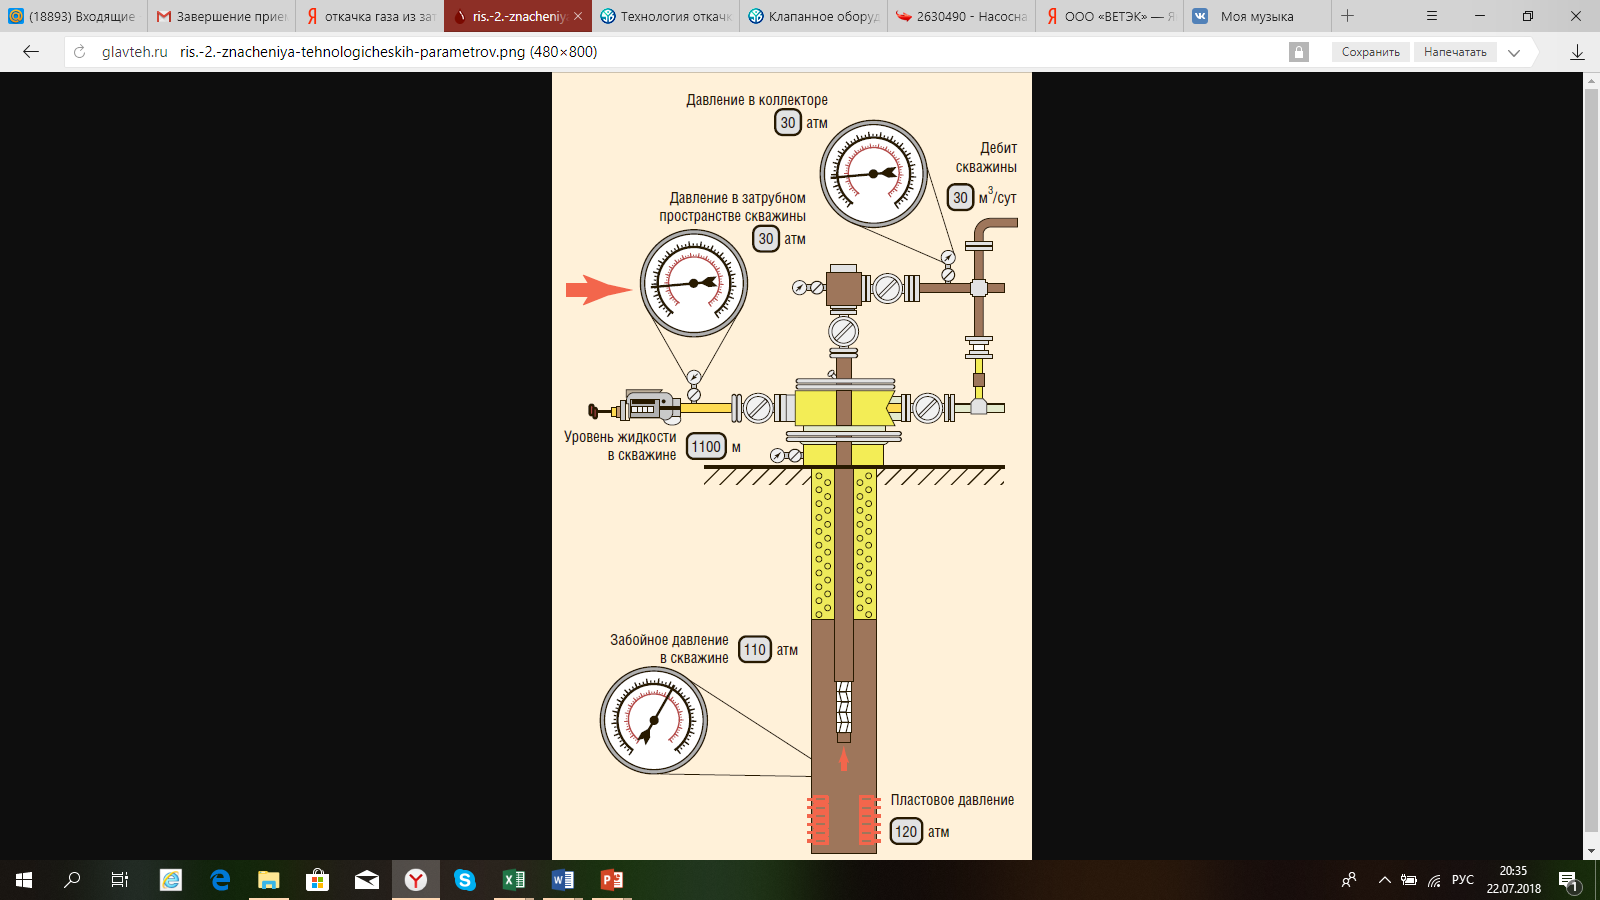 (18893) Входящие
Завершение прием
откачка газа из зат
ris.-2.-znacheniya
Технология откачк
Клапанное оборуд
2630490 - Насосна
ООО «ВЕТЭК» — Я
Моя музыка
glavteh.ru ris.-2.-znacheniya-tehnologicheskih-parametrov.png (480×800)
Сохранить
Напечатать
Давление в коллекторе
30 атм
Дебит
скважины
30 м³/сут
Давление в затрубном
пространстве скважины
30 атм
Уровень жидкости
в скважине
1100 м
Забойное давление
в скважине
110 атм
Пластовое давление
120 атм
РУС
20:35
22.07.2018
1